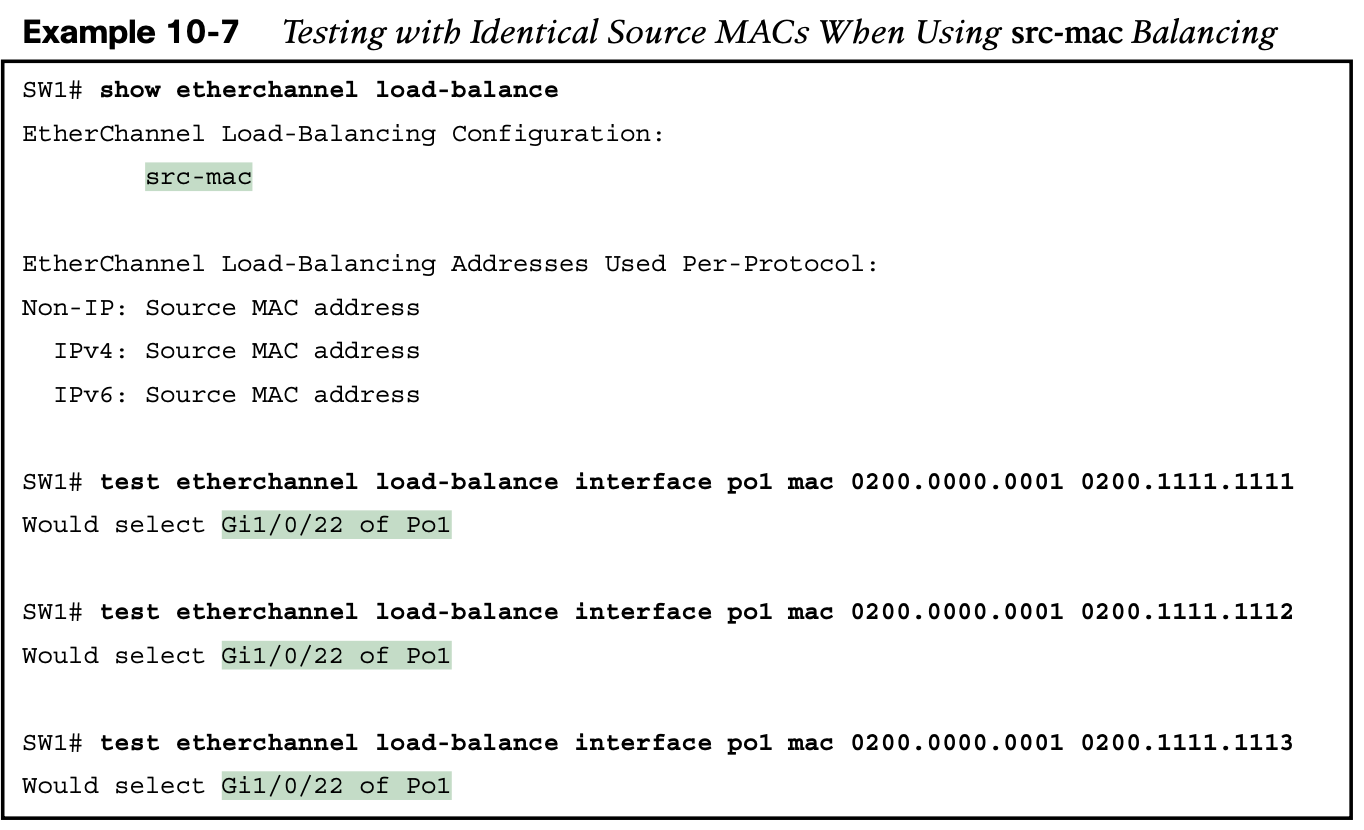 Example 10-7 Testing with Identical Source MACs When Using src-mac Balancing
SW1# show etherchannel load-balance
EtherChannel Load-Balancing Configuration:
src-mac
EtherChannel Load-Balancing Addresses Used Per-Protocol:
Non-IP: Source MAC address
IPv4: Source MAC address
IPv6: Source MAC address
SW1# test etherchannel load-balance interface po1 mac 0200.0000.0001 0200.1111.1111
Would select Gi1/0/22 of Po1
SW1# test etherchannel load-balance interface po1 mac 0200.0000.0001 0200.1111.1112
Would select Gi1/0/22 of Po1
SW1# test etherchannel load-balance interface po1 mac 0200.0000.0001 0200.1111.1113
Would select Gi1/0/22 of Po1